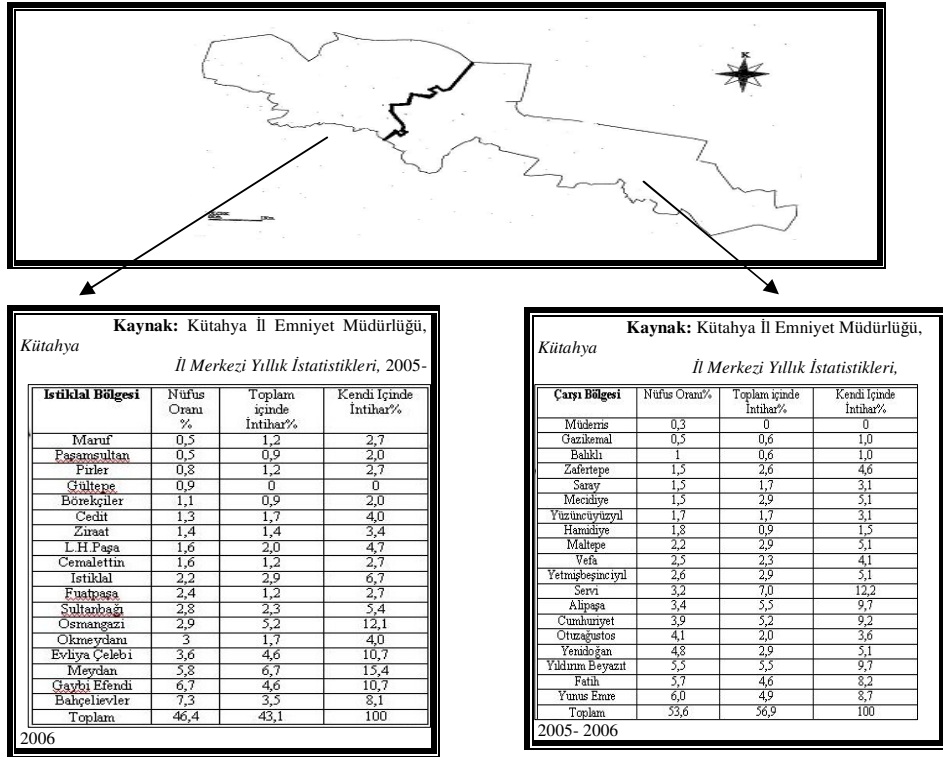 K
Kaynak: Kütahya İl Emniyet Müdürlüğü,
Kütahya
İl Merkezi Yıllık İstatistikleri, 2005-
Istiklal Bölgesi Nüfus Oranı % Toplam içinde İntihar% Kendi İçinde İntihar%
Maruf 0,5 1,2 2,7
Paşamsultan 0,5 0,9 2,0
Pirler 0,8 1,2 2,7
Gültepe 0,9 0 0
Börekçiler 1,1 0,9 2,0
Cedit 1,3 1,7 4,0
Ziraat 1,4 1,4 3,4
L.H.Paşa 1,6 2,0 4,7
Cemalettin 1,6 1,2 2,7
Istiklal 2,2 2,9 6,7
Fuatpaşa 2,4 1,2 2,7
Sultanbağı 2,8 2,3 5,4
Osmangazi 2,9 5,2 12,1
Okmeydanı 3 1,7 4,0
Evliya Çelebi 3,6 4,6 10,7
Meydan 5,8 6,7 15,4
Gaybi Efendi 6,7 4,6 10,7
Bahçelievler 7,3 3,5 8,1
Toplam 46,4 43,1 100
2006
Kaynak: Kütahya İl Emniyet Müdürlüğü,
Kütahya
İl Merkezi Yıllık İstatistikleri,
Çarşı Bölgesi Nüfus Oranı% Toplam içinde İntihar% Kendi İçinde İntihar%
Müderris 0,3 0 0
Gazikemal 0,5 0,6 1,0
Balıklı 1 0,6 1,0
Zafertepe 1,5 2,6 4,6
Saray 1,5 1,7 3,1
Mecidiye 1,5 2,9 5,1
Yüzüncüyüzyıl 1,7 1,7 3,1
Hamidiye 1,8 0,9 1,5
Maltepe 2,2 2,9 5,1
Vefa 2,5 2,3 4,1
Yetmişbeşinciyıl 2,6 2,9 5,1
Servi 3,2 7,0 12,2
Alipaşa 3,4 5,5 9,7
Cumhuriyet 3,9 5,2 9,2
Otuzağustos 4,1 2,0 3,6
Yenidoğan 4,8 2,9 5,1
Yıldırım Beyazıt 5,5 5,5 9,7
Fatih 5,7 4,6 8,2
Yunus Emre 6,0 4,9 8,7
Toplam 53,6 56,9 100
2005- 2006